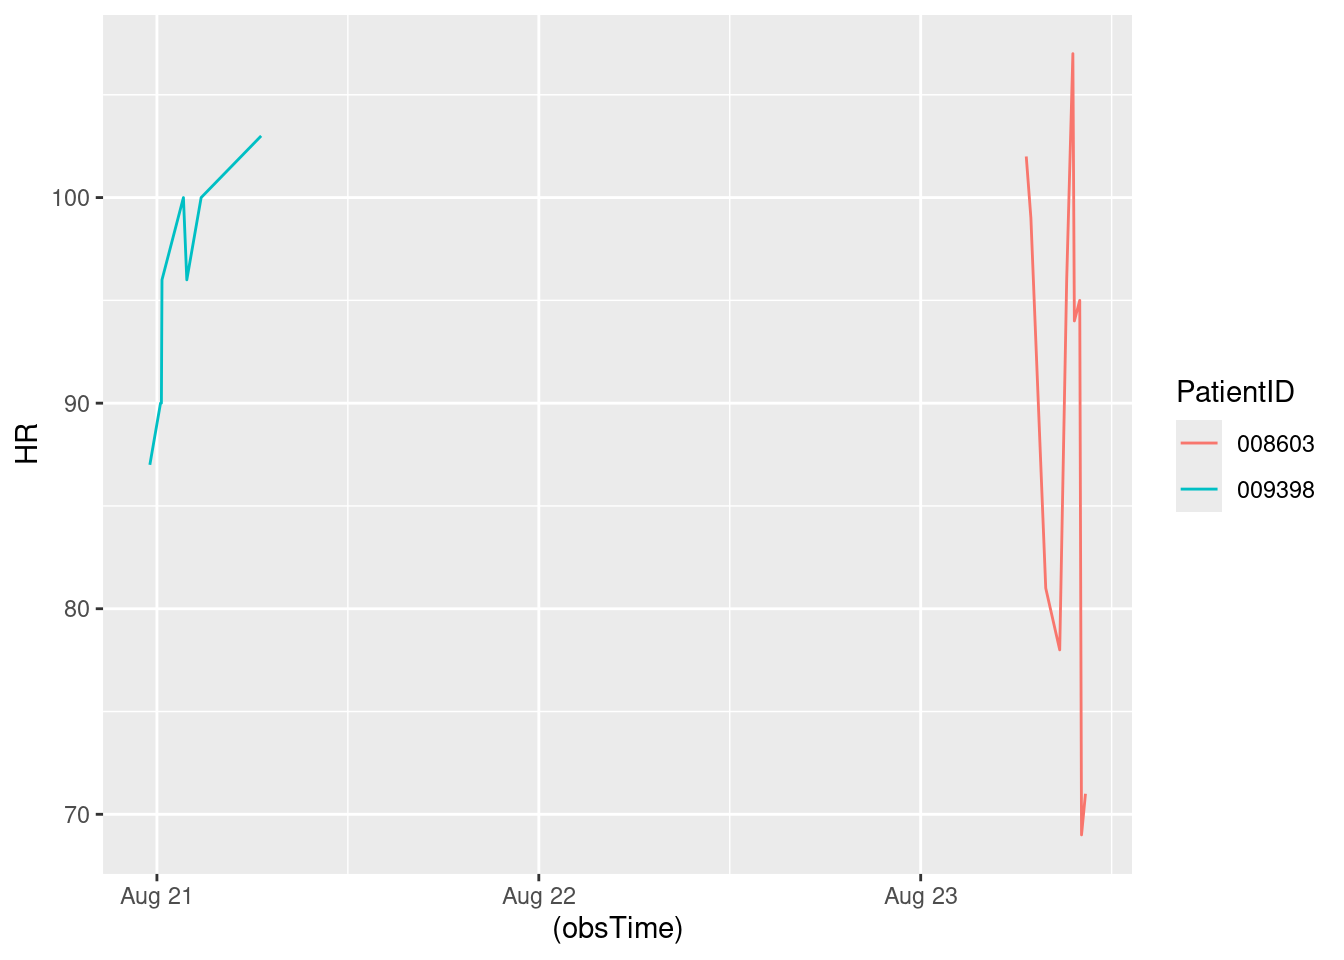 HR
100
90
80
70
Aug 21
Aug 22
Aug 23
(obsTime)
PatientID
008603
009398